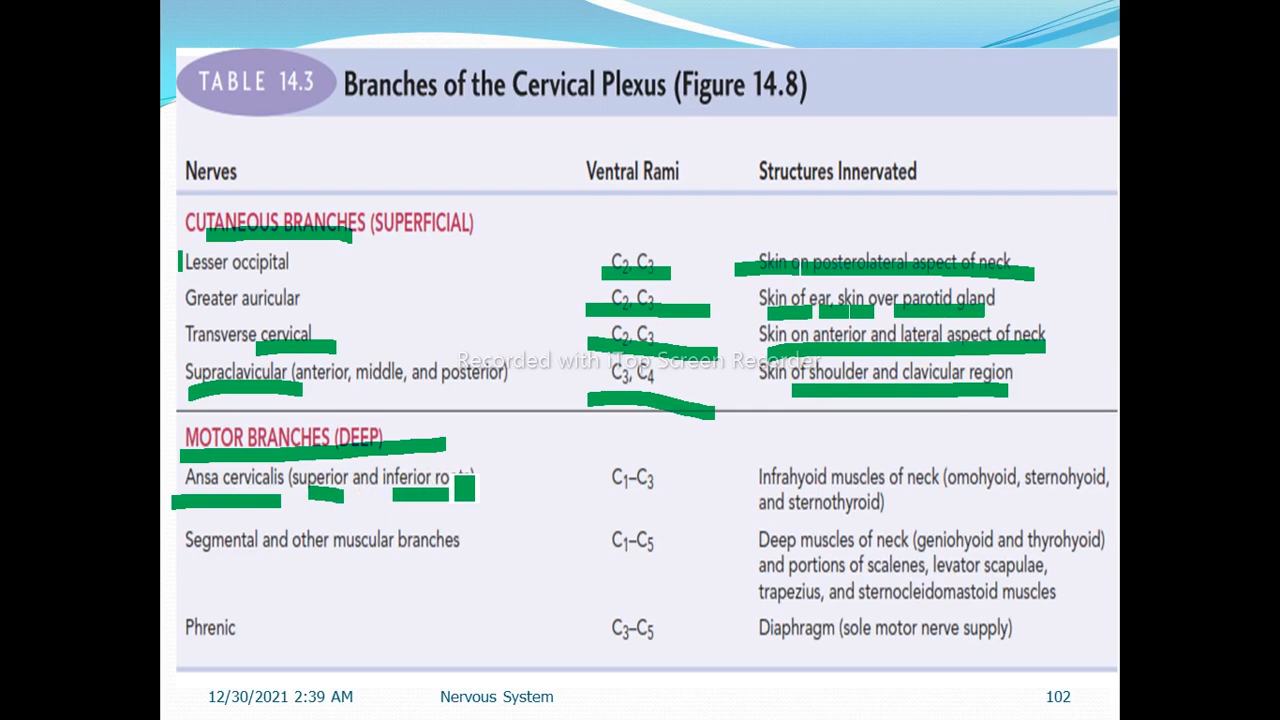 TABLE 14.3 Branches of the Cervical Plexus (Figure 14.8)
Nerves Ventral Rami Structures Innervated
CUTANEOUS BRANCHES (SUPERFICIAL)
Lesser occipital C2, C3 Skin on posterolateral aspect of neck
Greater auricular C2, C3 Skin of ear, skin over parotid gland
Transverse cervical C2, C3 Skin on anterior and lateral aspect of neck
Recorded with iTop Screen Recorder
Supraclavicular (anterior, middle, and posterior) C3, C4 Skin of shoulder and clavicular region
MOTOR BRANCHES (DEEP)
Ansa cervicalis (superior and inferior C1–C3 Infrahyoid muscles of neck (omohyoid, sternohyoid,
and sternothyroid)
Segmental and other muscular branches C1–C5 Deep muscles of neck (geniohyoid and thyrohyoid)
and portions of scalenes, levator scapulae,
trapezius, and sternocleidomastoid muscles
Phrenic C3–C5 Diaphragm (sole motor nerve supply)
12/30/2021 2:39 AM Nervous System 102